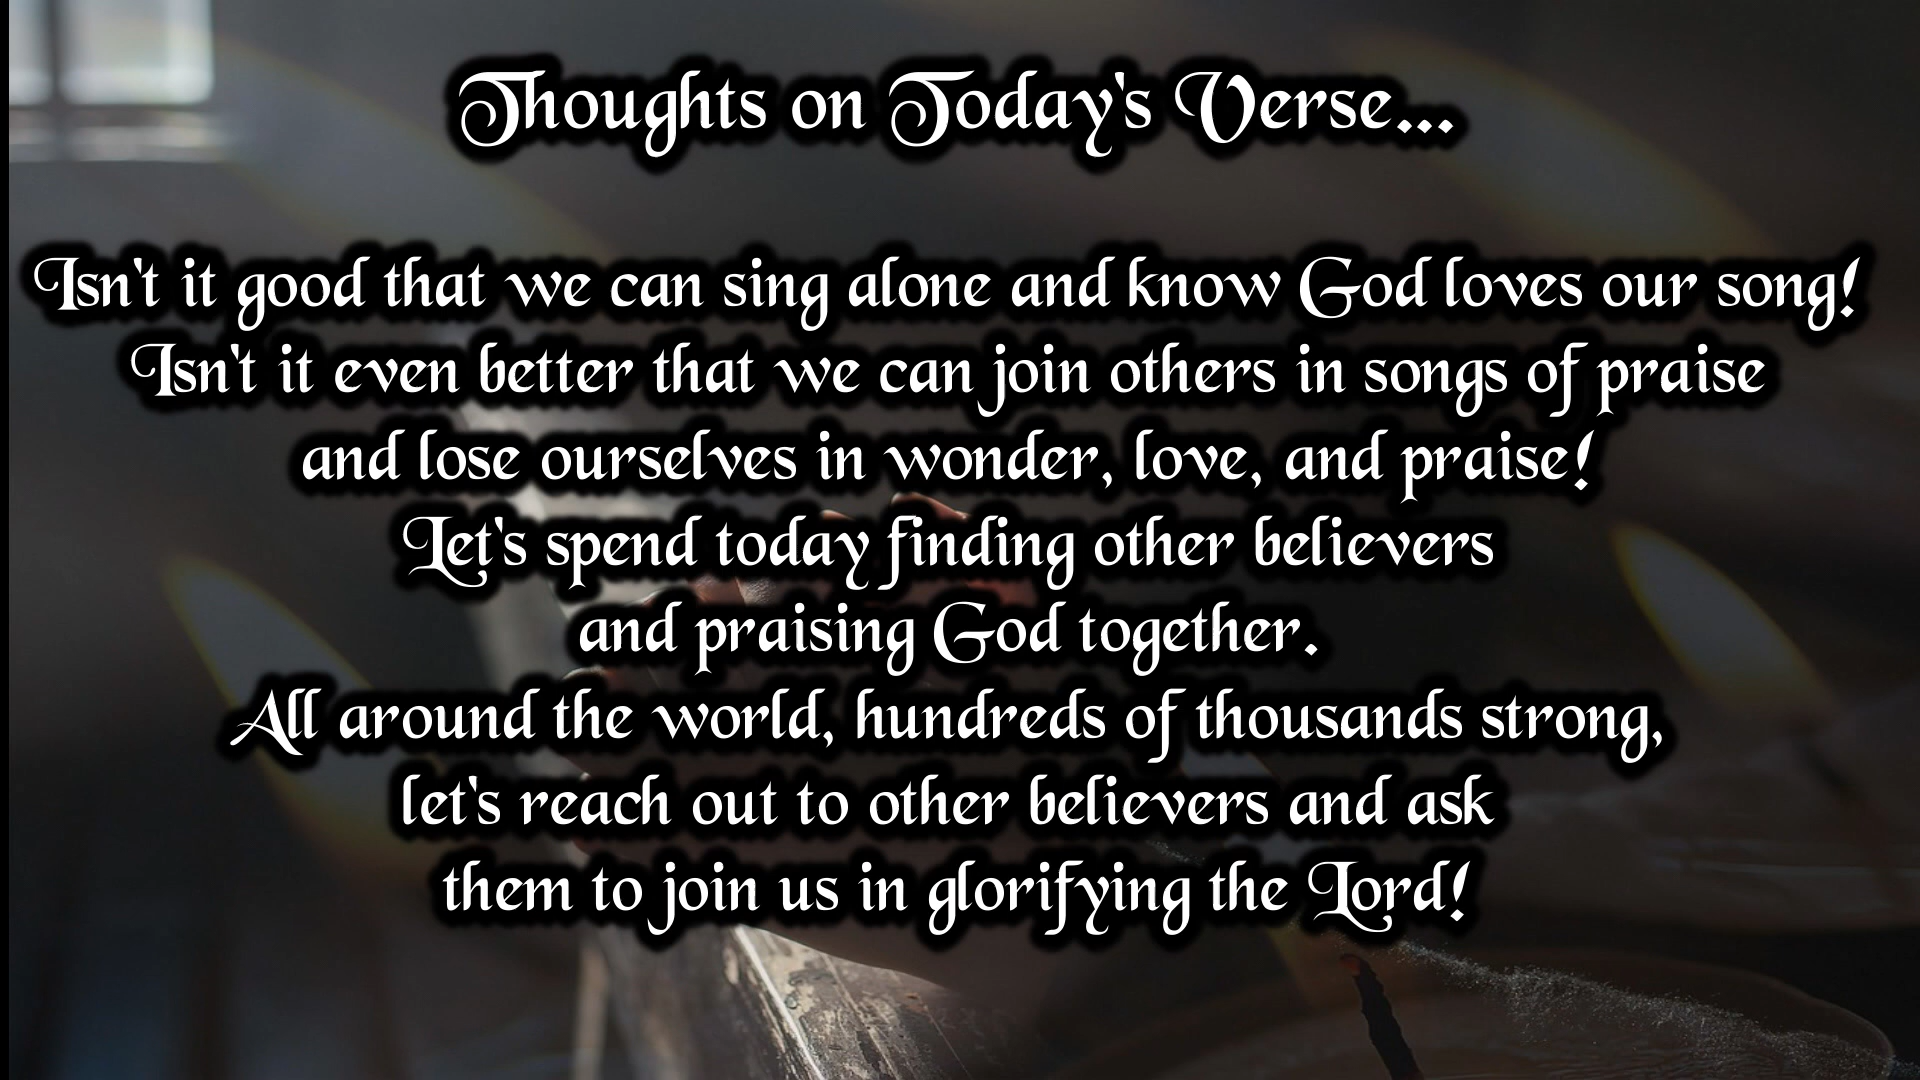 Thoughts on Today's Verse...
Isn't it good that we can sing alone and know God loves our song!
Isn't it even better that we can join others in songs of praise
and lose ourselves in wonder, love, and praise!
Let's spend today finding other believers
and praising God together.
All around the world, hundreds of thousands strong,
let's reach out to other believers and ask
them to join us in glorifying the Lord!